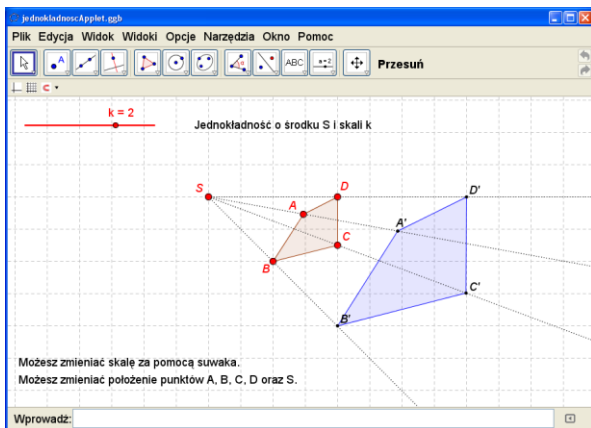 jednokladnoscApplet.ggb
Plik Edycja Widok Widoki Opcje Narzędzia Okno Pomoc
A α ABC a=2 Przesuń
k = 2
Jednokładność o środku S i skali k
S D D'
A A'
C
B
C'
B'
Możesz zmieniać skalę za pomocą suwaka.
Możesz zmieniać położenie punktów A, B, C, D oraz S.
Wprowadź: